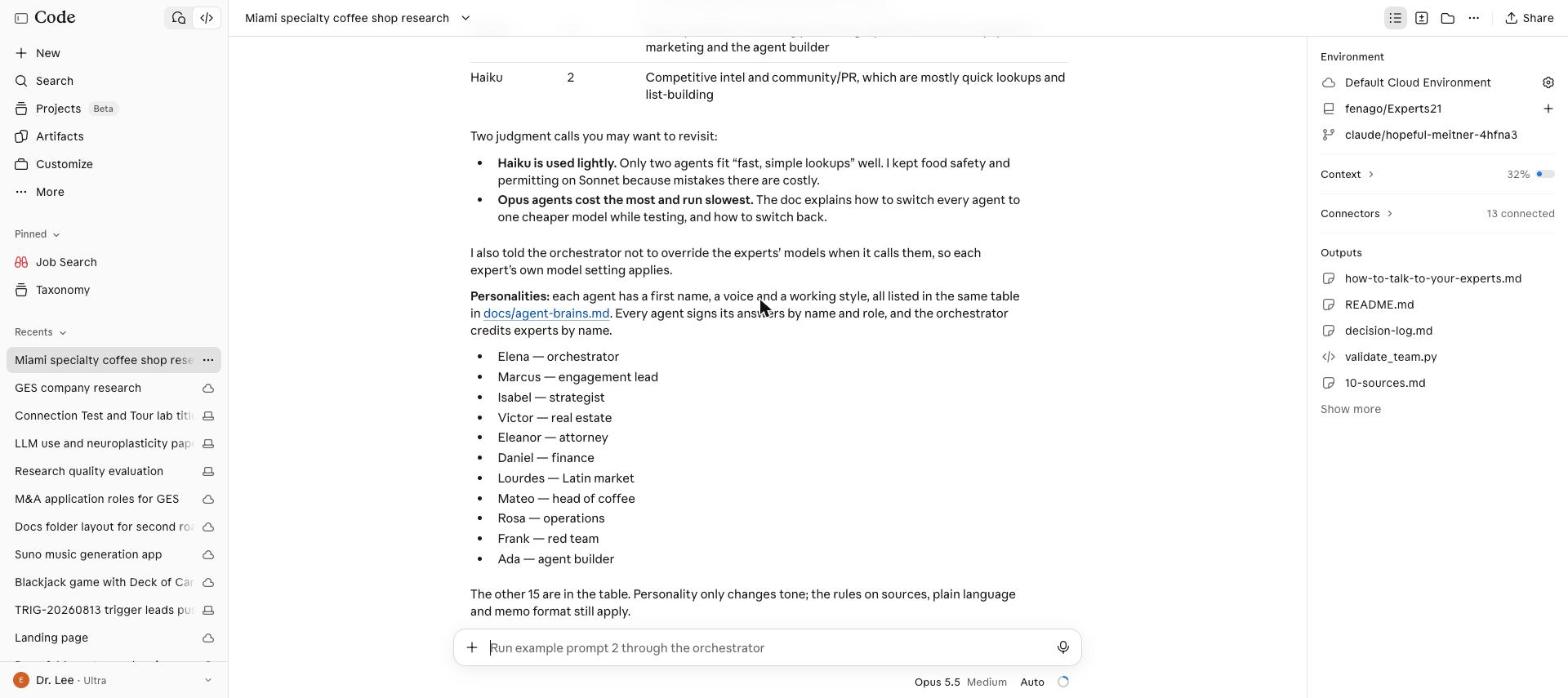 Code
Miami specialty coffee shop research
Share
New
Search
Projects Beta
Artifacts
Customize
More
Pinned
Job Search
Taxonomy
Recents
Miami specialty coffee shop rese
GES company research
Connection Test and Tour lab titl
LLM use and neuroplasticity pap
Research quality evaluation
M&A application roles for GES
Docs folder layout for second ro
Suno music generation app
Blackjack game with Deck of Car
TRIG-20260813 trigger leads pu
Landing page
E Dr. Lee · Ultra
marketing and the agent builder
Haiku 2 Competitive intel and community/PR, which are mostly quick lookups and
list-building
Two judgment calls you may want to revisit:
• Haiku is used lightly. Only two agents fit “fast, simple lookups” well. I kept food safety and
permitting on Sonnet because mistakes there are costly.
• Opus agents cost the most and run slowest. The doc explains how to switch every agent to
one cheaper model while testing, and how to switch back.
I also told the orchestrator not to override the experts’ models when it calls them, so each
expert’s own model setting applies.
Personalities: each agent has a first name, a voice and a working style, all listed in the same table
in docs/agent-brains.md. Every agent signs its answers by name and role, and the orchestrator
credits experts by name.
• Elena — orchestrator
• Marcus — engagement lead
• Isabel — strategist
• Victor — real estate
• Eleanor — attorney
• Daniel — finance
• Lourdes — Latin market
• Mateo — head of coffee
• Rosa — operations
• Frank — red team
• Ada — agent builder
The other 15 are in the table. Personality only changes tone; the rules on sources, plain language
and memo format still apply.
Run example prompt 2 through the orchestrator
Opus 5.5 Medium Auto
Environment
Default Cloud Environment
fenago/Experts21
claude/hopeful-meitner-4hfna3
Context 32%
Connectors 13 connected
Outputs
how-to-talk-to-your-experts.md
README.md
decision-log.md
validate_team.py
10-sources.md
Show more